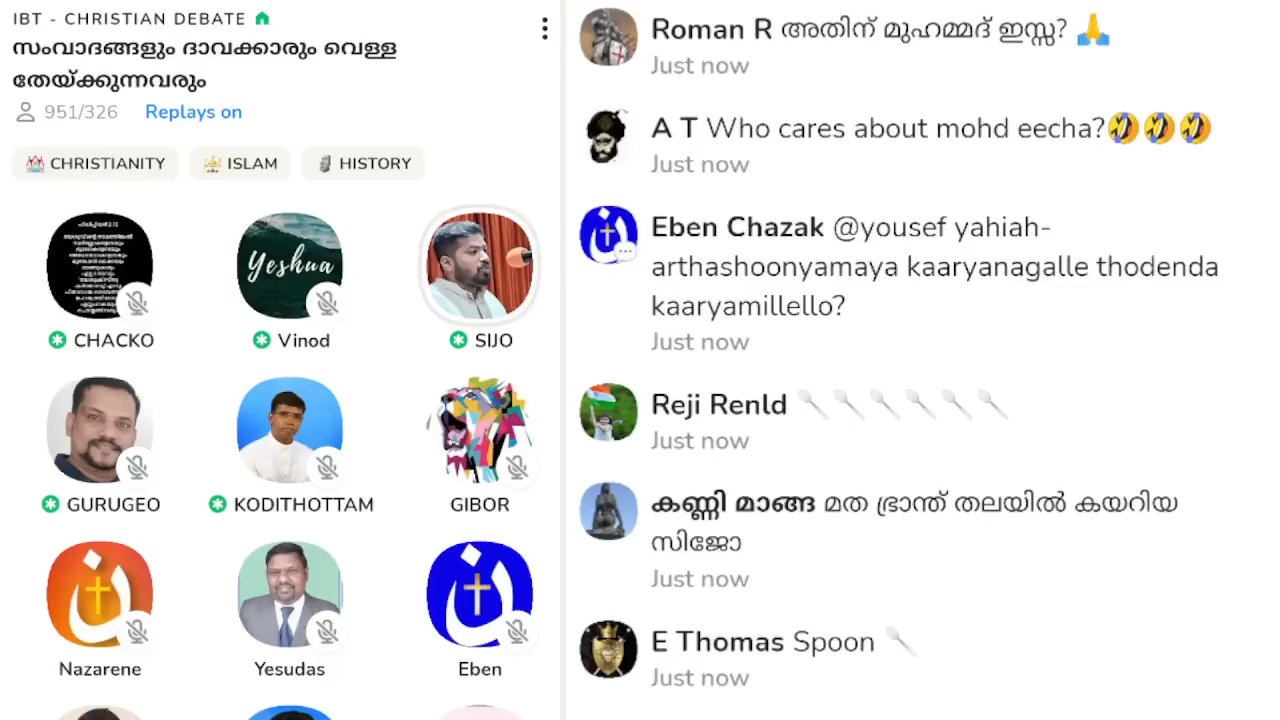 IBT - CHRISTIAN DEBATE
സംവാദങ്ങളും ദാവക്കാരും വെള്ള
തേയ്ക്കുന്നവരും
951/326 Replays on
CHRISTIANITY ISLAM HISTORY
Yeshua
CHACKO Vinod SIJO
GURUGEO KODITHOTTAM GIBOR
Nazarene Yesudas Eben
Roman R അതിന് മുഹമ്മദ് ഇസ്സ? 🙏
Just now
A T Who cares about mohd eecha?🤣🤣🤣
Just now
Eben Chazak @yousef yahiah-
arthashoonyamaya kaaryanagalle thodenda
kaaryamillello?
Just now
Reji Renld 🥄🥄🥄🥄🥄🥄
Just now
കണ്ണി മാങ്ങ മത ഭ്രാന്ത് തലയിൽ കയറിയ
സിജോ
Just now
E Thomas Spoon 🥄
Just now